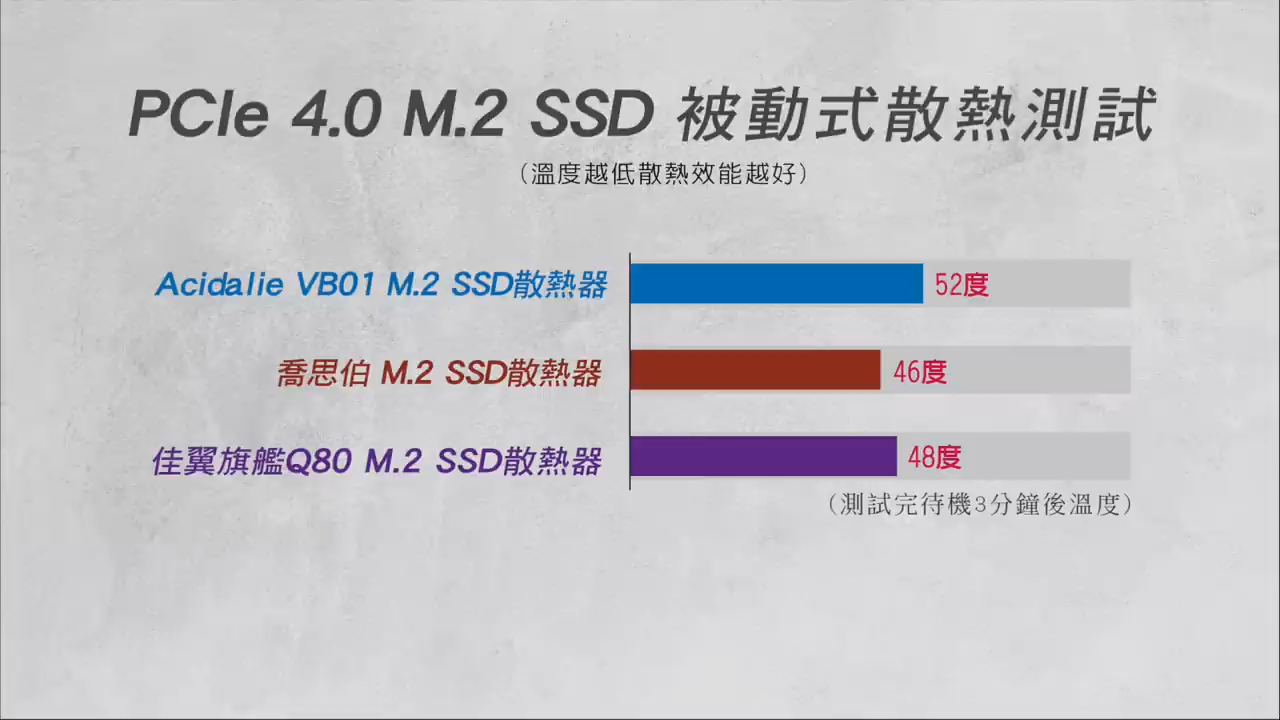 PCIe 4.0 M.2 SSD 被動式散熱測試
（溫度越低散熱效能越好）
Acidalie VB01 M.2 SSD散熱器
52度
喬思伯 M.2 SSD散熱器
46度
佳翼旗艦Q80 M.2 SSD散熱器
48度
（測試完待機3分鐘後溫度）